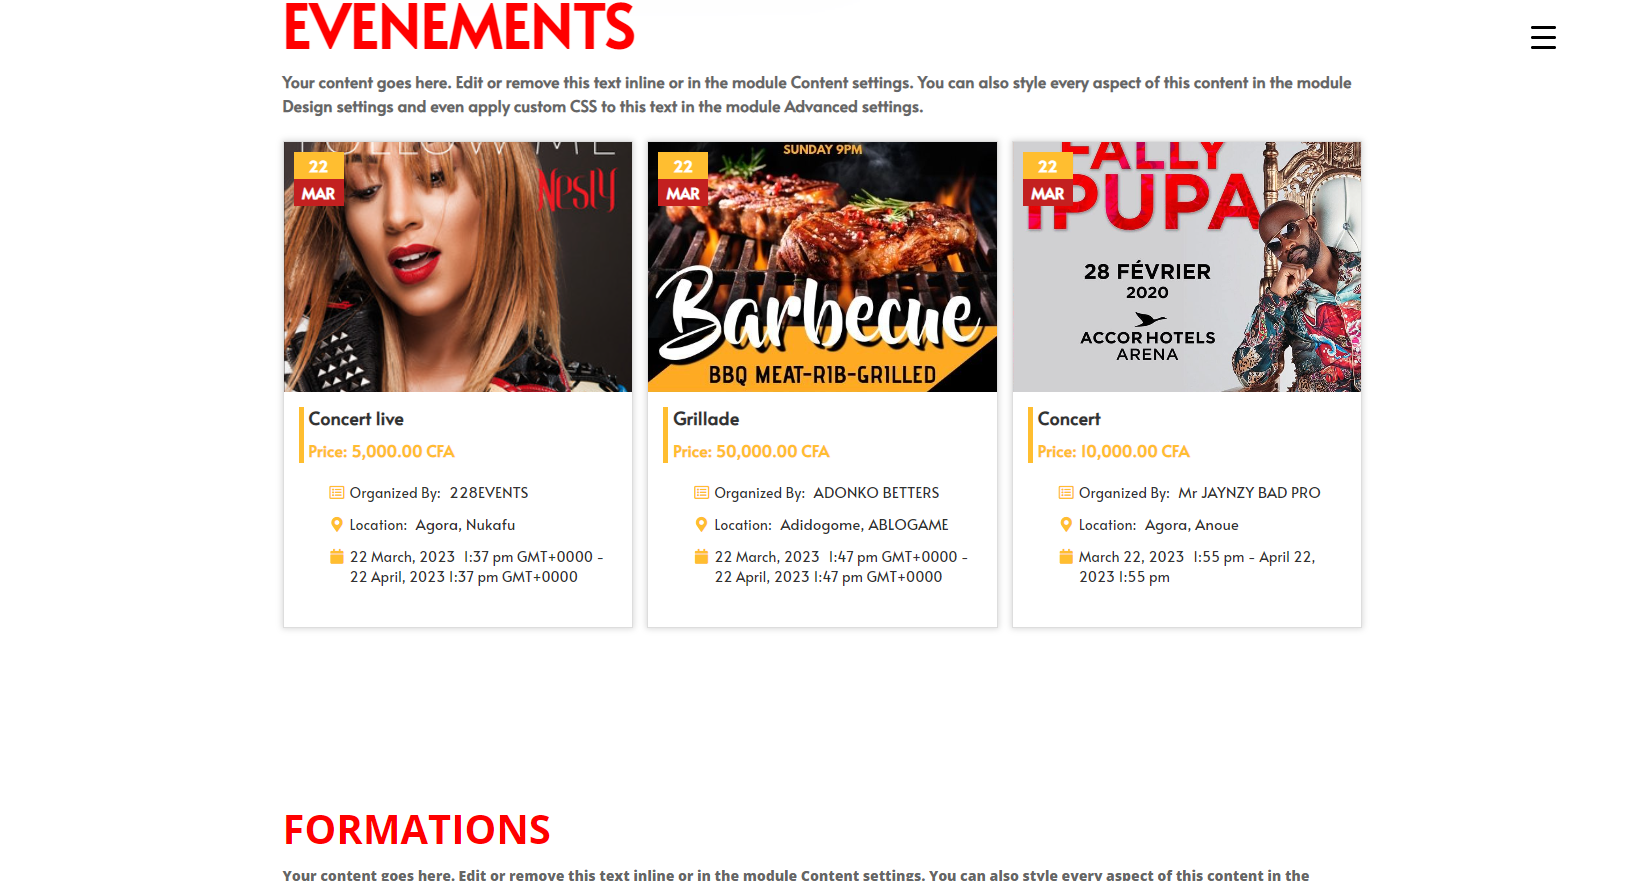 EVENEMENTS
Your content goes here. Edit or remove this text inline or in the module Content settings. You can also style every aspect of this content in the module
Design settings and even apply custom CSS to this text in the module Advanced settings.
FOLLOW ME
22
MAR
Nesly
SUNDAY 9PM
22
MAR
Barbecue
BBQ MEAT-RIB-GRILLED
FALLY
22
MAR
IPUPA
28 FÉVRIER
2020
ACCORHOTELS
ARENA
Concert live
Price: 5,000.00 CFA
Organized By: 228EVENTS
Location: Agora, Nukafu
22 March, 2023 1:37 pm GMT+0000 -
22 April, 2023 1:37 pm GMT+0000
Grillade
Price: 50,000.00 CFA
Organized By: ADONKO BETTERS
Location: Adidogome, ABLOGAME
22 March, 2023 1:47 pm GMT+0000 -
22 April, 2023 1:47 pm GMT+0000
Concert
Price: 10,000.00 CFA
Organized By: Mr JAYNZY BAD PRO
Location: Agora, Anoue
March 22, 2023 1:55 pm - April 22,
2023 1:55 pm
FORMATIONS
Your content goes here. Edit or remove this text inline or in the module Content settings. You can also style every aspect of this content in the